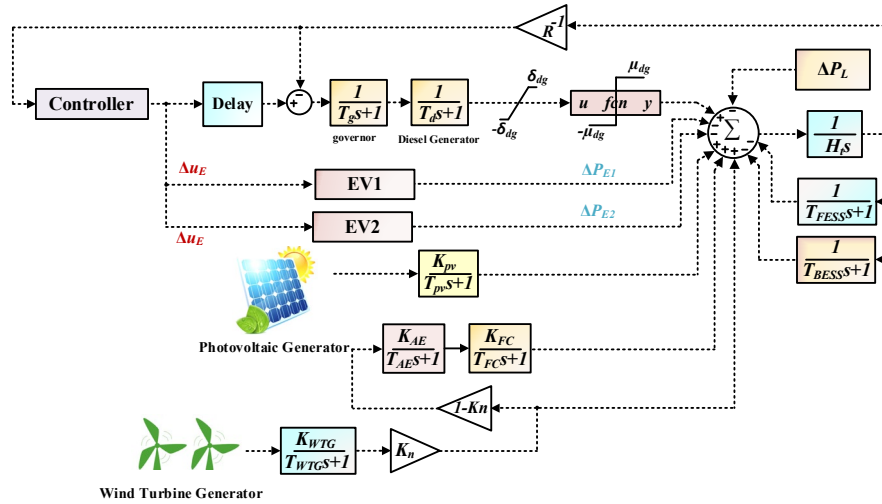 R⁻¹
ΔP_L
Controller
Delay
1
T_g s+1
governor
1
T_d s+1
Diesel Generator
δ_dg
-δ_dg
μ_dg
u fcn y
-μ_dg
Σ
1
H_t s
Δu_E
EV1
ΔP_E1
Δu_E
EV2
ΔP_E2
1
T_FESS s+1
1
T_BESS s+1
K_pv
T_pv s+1
Photovoltaic Generator
K_AE
T_AE s+1
K_FC
T_FC s+1
1-Kn
K_WTG
T_WTG s+1
K_n
Wind Turbine Generator